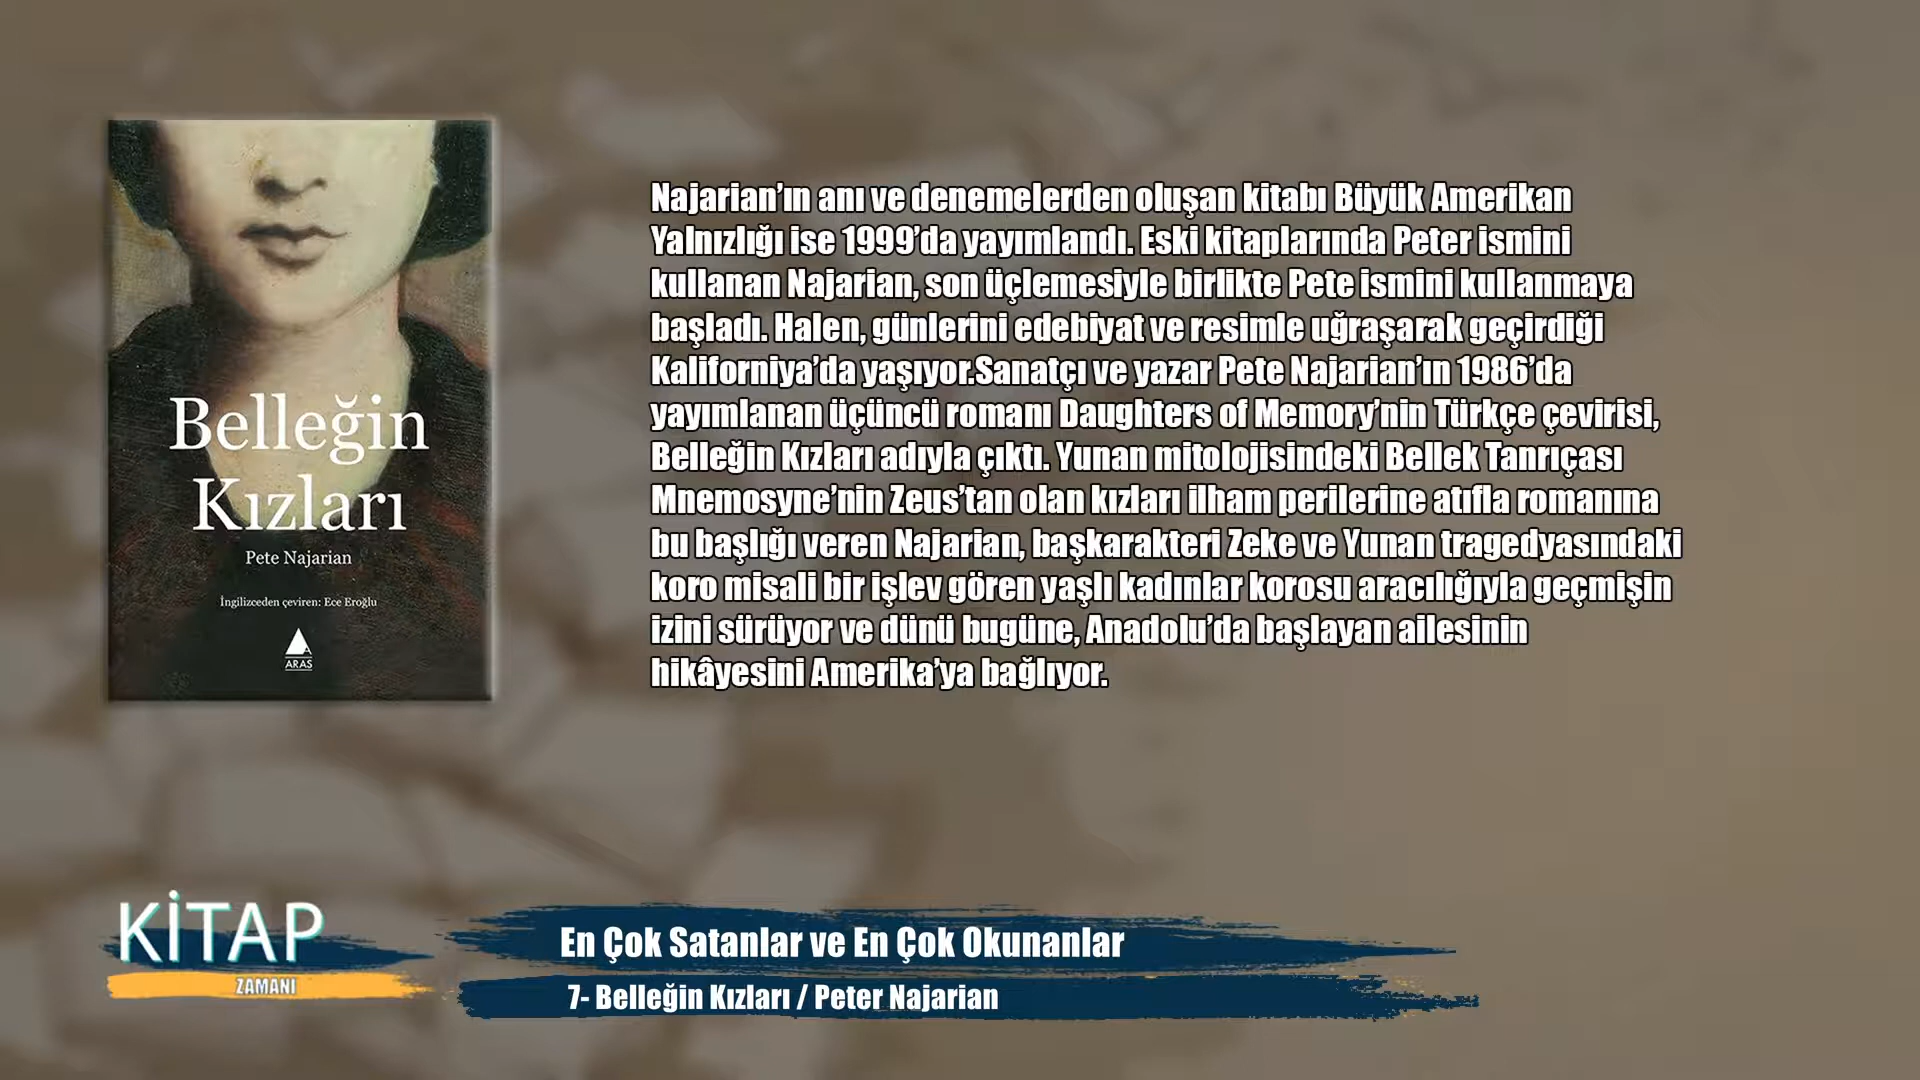 Belleğin
Kızları
Pete Najarian
İngilizceden çeviren: Ece Eroğlu
ARAS
Najarian’ın anı ve denemelerden oluşan kitabı Büyük Amerikan
Yalnızlığı ise 1999’da yayımlandı. Eski kitaplarında Peter ismini
kullanan Najarian, son üçlemesiyle birlikte Pete ismini kullanmaya
başladı. Halen, günlerini edebiyat ve resimle uğraşarak geçirdiği
Kaliforniya’da yaşıyor.Sanatçı ve yazar Pete Najarian’ın 1986’da
yayımlanan üçüncü romanı Daughters of Memory’nin Türkçe çevirisi,
Belleğin Kızları adıyla çıktı. Yunan mitolojisindeki Bellek Tanrıçası
Mnemosyne’nin Zeus’tan olan kızları ilham perilerine atıfla romanına
bu başlığı veren Najarian, başkarakteri Zeke ve Yunan tragedyasındaki
koro misali bir işlev gören yaşlı kadınlar korosu aracılığıyla geçmişin
izini sürüyor ve dünü bugüne, Anadolu’da başlayan ailesinin
hikâyesini Amerika’ya bağlıyor.
KİTAP
ZAMANI
En Çok Satanlar ve En Çok Okunanlar
7- Belleğin Kızları / Peter Najarian